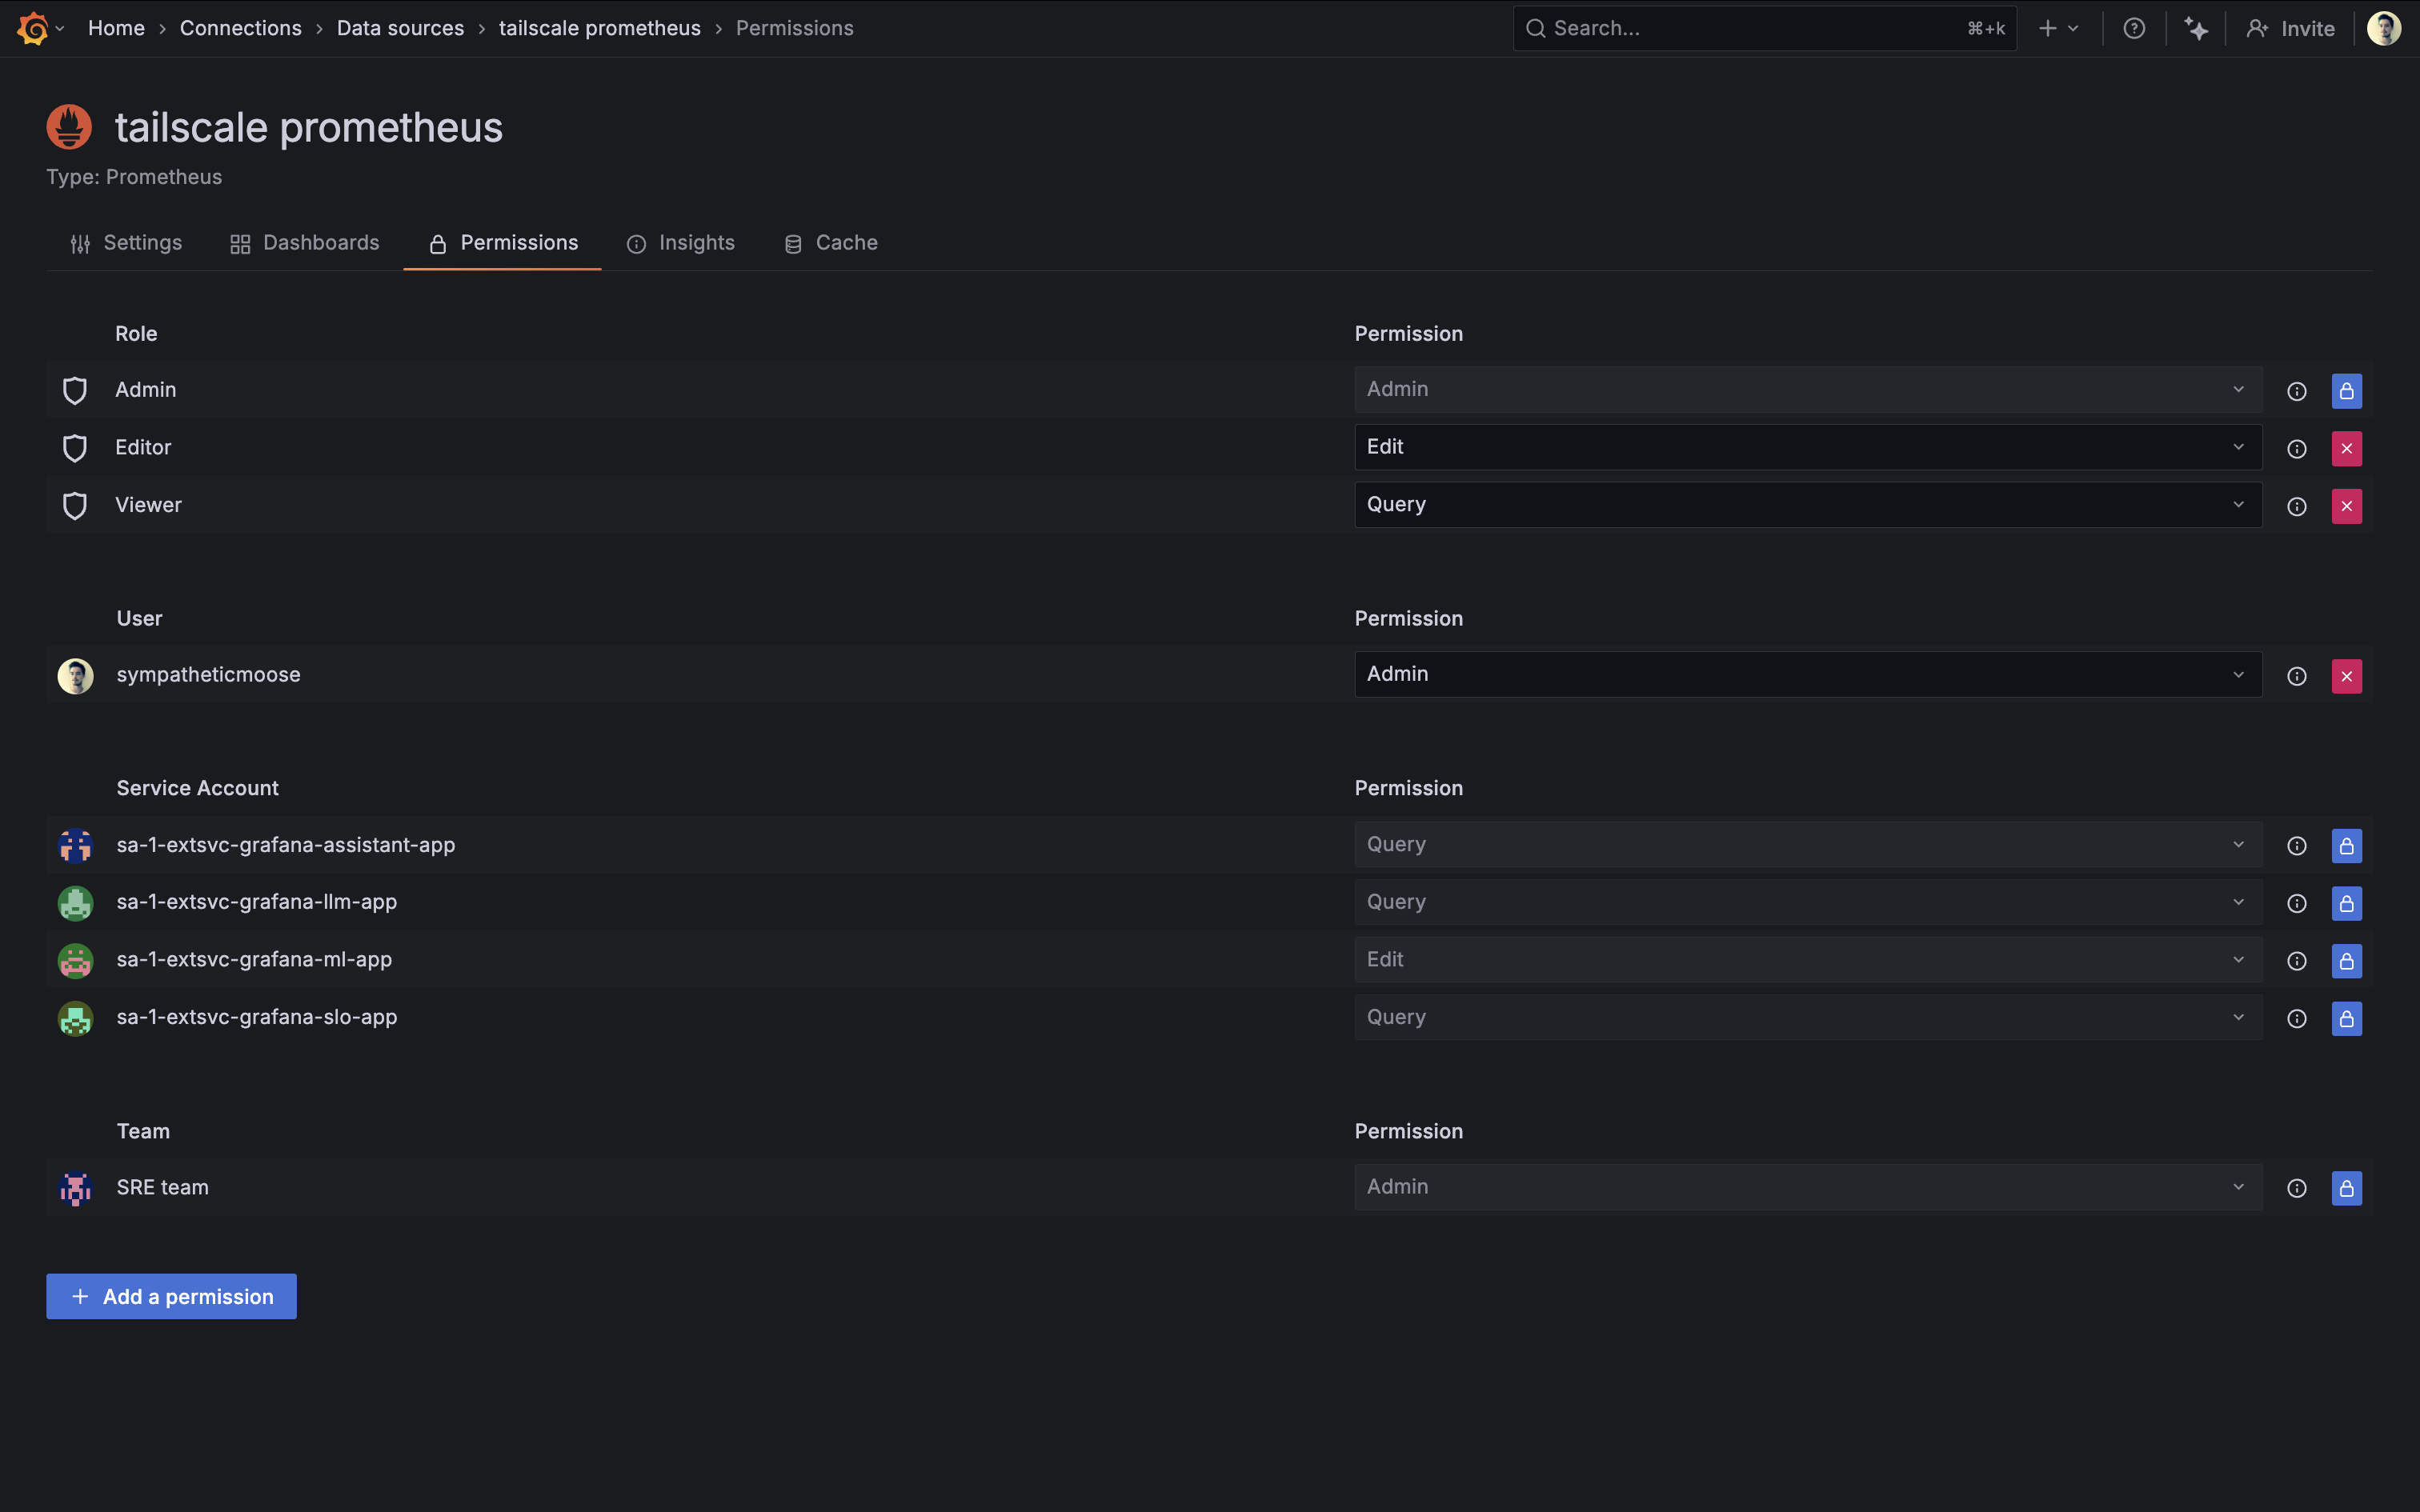 Home › Connections › Data sources › tailscale prometheus › Permissions
Search... ⌘+k
Invite
tailscale prometheus
Type: Prometheus
Settings Dashboards Permissions Insights Cache
Role Permission
Admin Admin
Editor Edit
Viewer Query
User Permission
sympatheticmoose Admin
Service Account Permission
sa-1-extsvc-grafana-assistant-app Query
sa-1-extsvc-grafana-llm-app Query
sa-1-extsvc-grafana-ml-app Edit
sa-1-extsvc-grafana-slo-app Query
Team Permission
SRE team Admin
+ Add a permission